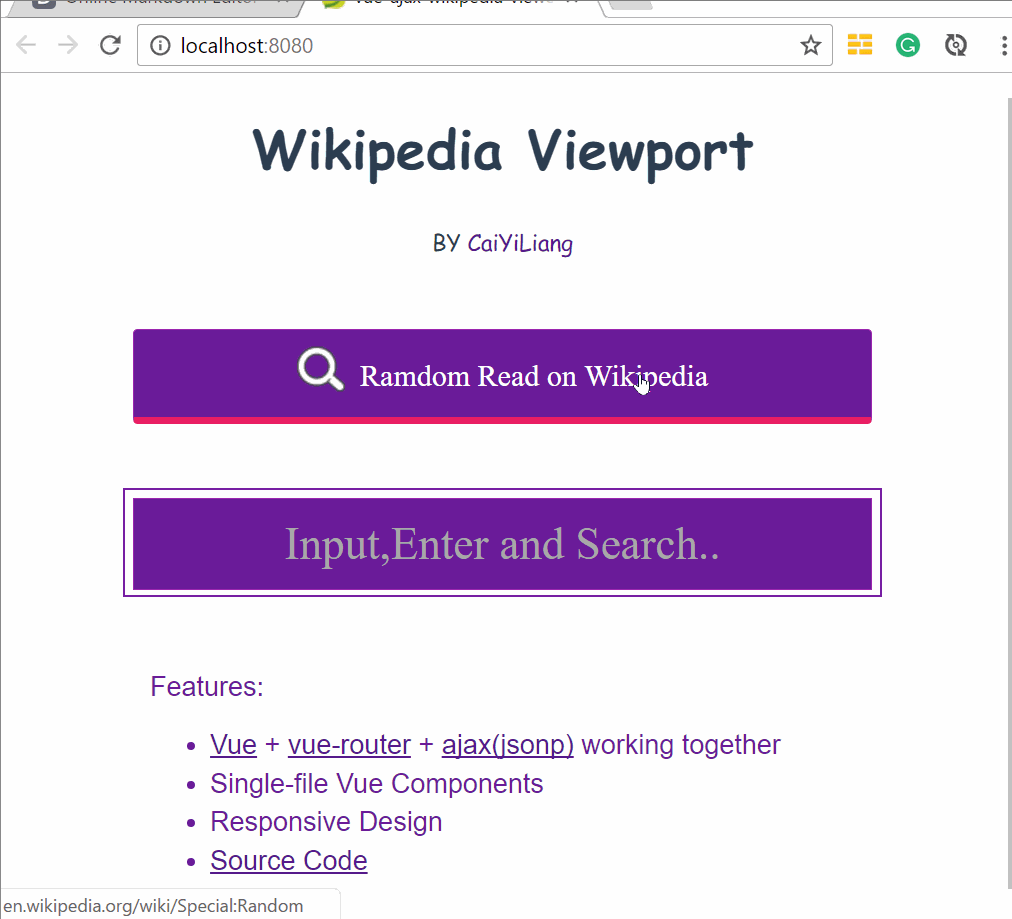 localhost:8080
Wikipedia Viewport
BY CaiYiLiang
Ramdom Read on Wikipedia
Input,Enter and Search..
Features:
Vue + vue-router + ajax(jsonp) working together
Single-file Vue Components
Responsive Design
Source Code
en.wikipedia.org/wiki/Special:Random